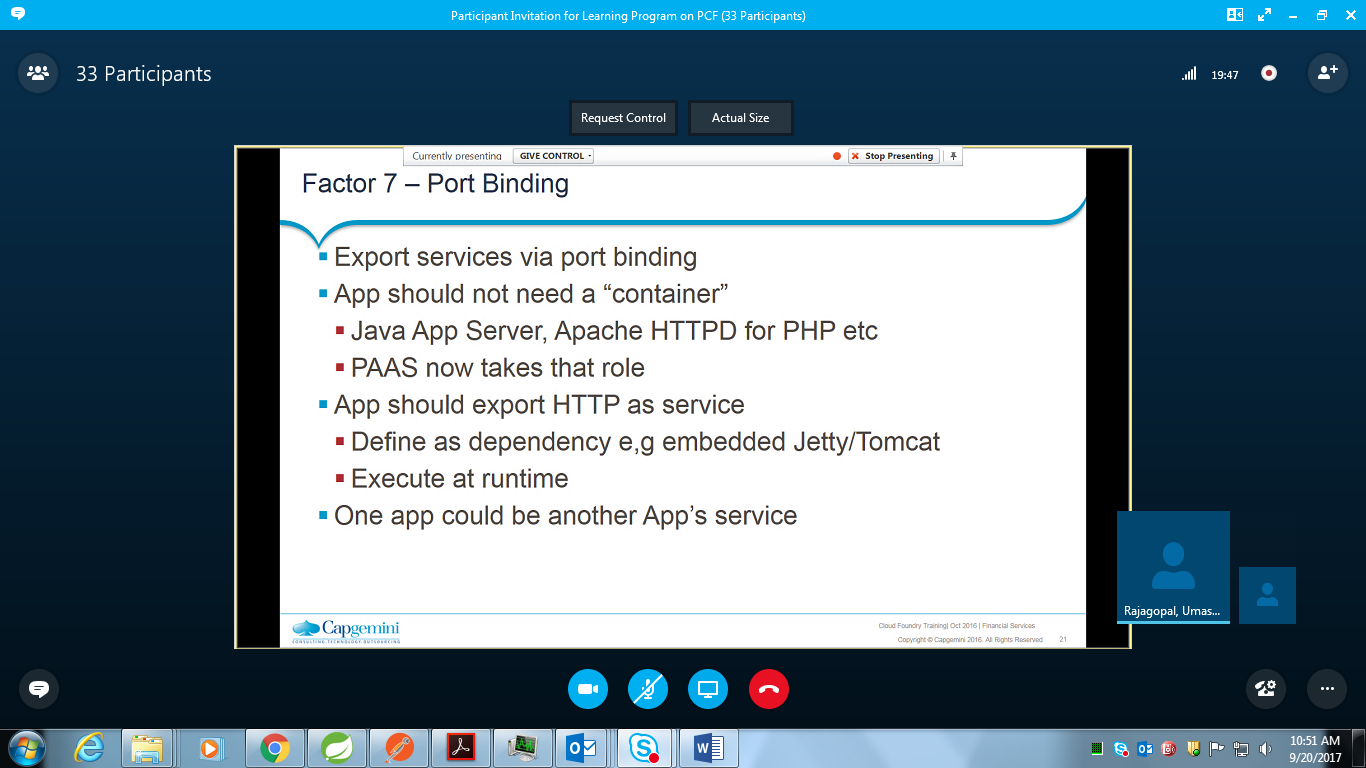 Participant Invitation for Learning Program on PCF (33 Participants)
33 Participants
19:47
Request Control
Actual Size
Currently presenting
GIVE CONTROL
Stop Presenting
Factor 7 – Port Binding
Export services via port binding
App should not need a “container”
Java App Server, Apache HTTPD for PHP etc
PAAS now takes that role
App should export HTTP as service
Define as dependency e,g embedded Jetty/Tomcat
Execute at runtime
One app could be another App’s service
Rajagopal, Umas...
Capgemini
CONSULTING.TECHNOLOGY.OUTSOURCING
Cloud Foundry Training| Oct 2016 | Financial Services
Copyright © Capgemini 2016. All Rights Reserved
21
10:51 AM
9/20/2017